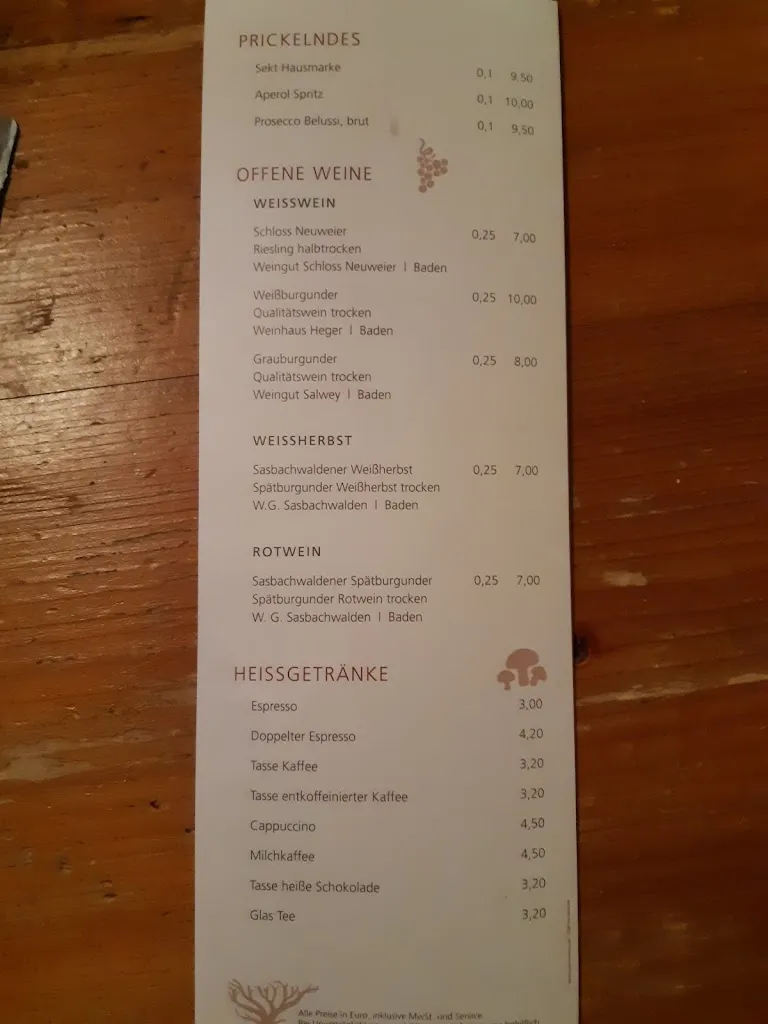 PRICKELNDES
Sekt Hausmarke 0,1 9,50
Aperol Spritz 0,1 10,00
Prosecco Belussi, brut 0,1 9,50
OFFENE WEINE
WEISSWEIN
Schloss Neuweier 0,25 7,00
Riesling halbtrocken
Weingut Schloss Neuweier | Baden
Weißburgunder 0,25 10,00
Qualitätswein trocken
Weinhaus Heger | Baden
Grauburgunder 0,25 8,00
Qualitätswein trocken
Weingut Salwey | Baden
WEISSHERBST
Sasbachwaldener Weißherbst 0,25 7,00
Spätburgunder Weißherbst trocken
W.G. Sasbachwalden | Baden
ROTWEIN
Sasbachwaldener Spätburgunder 0,25 7,00
Spätburgunder Rotwein trocken
W. G. Sasbachwalden | Baden
HEISSGETRÄNKE
Espresso 3,00
Doppelter Espresso 4,20
Tasse Kaffee 3,20
Tasse entkoffeinierter Kaffee 3,20
Cappuccino 4,50
Milchkaffee 4,50
Tasse heiße Schokolade 3,20
Glas Tee 3,20
Alle Preise in Euro, inklusive MwSt. und Service.